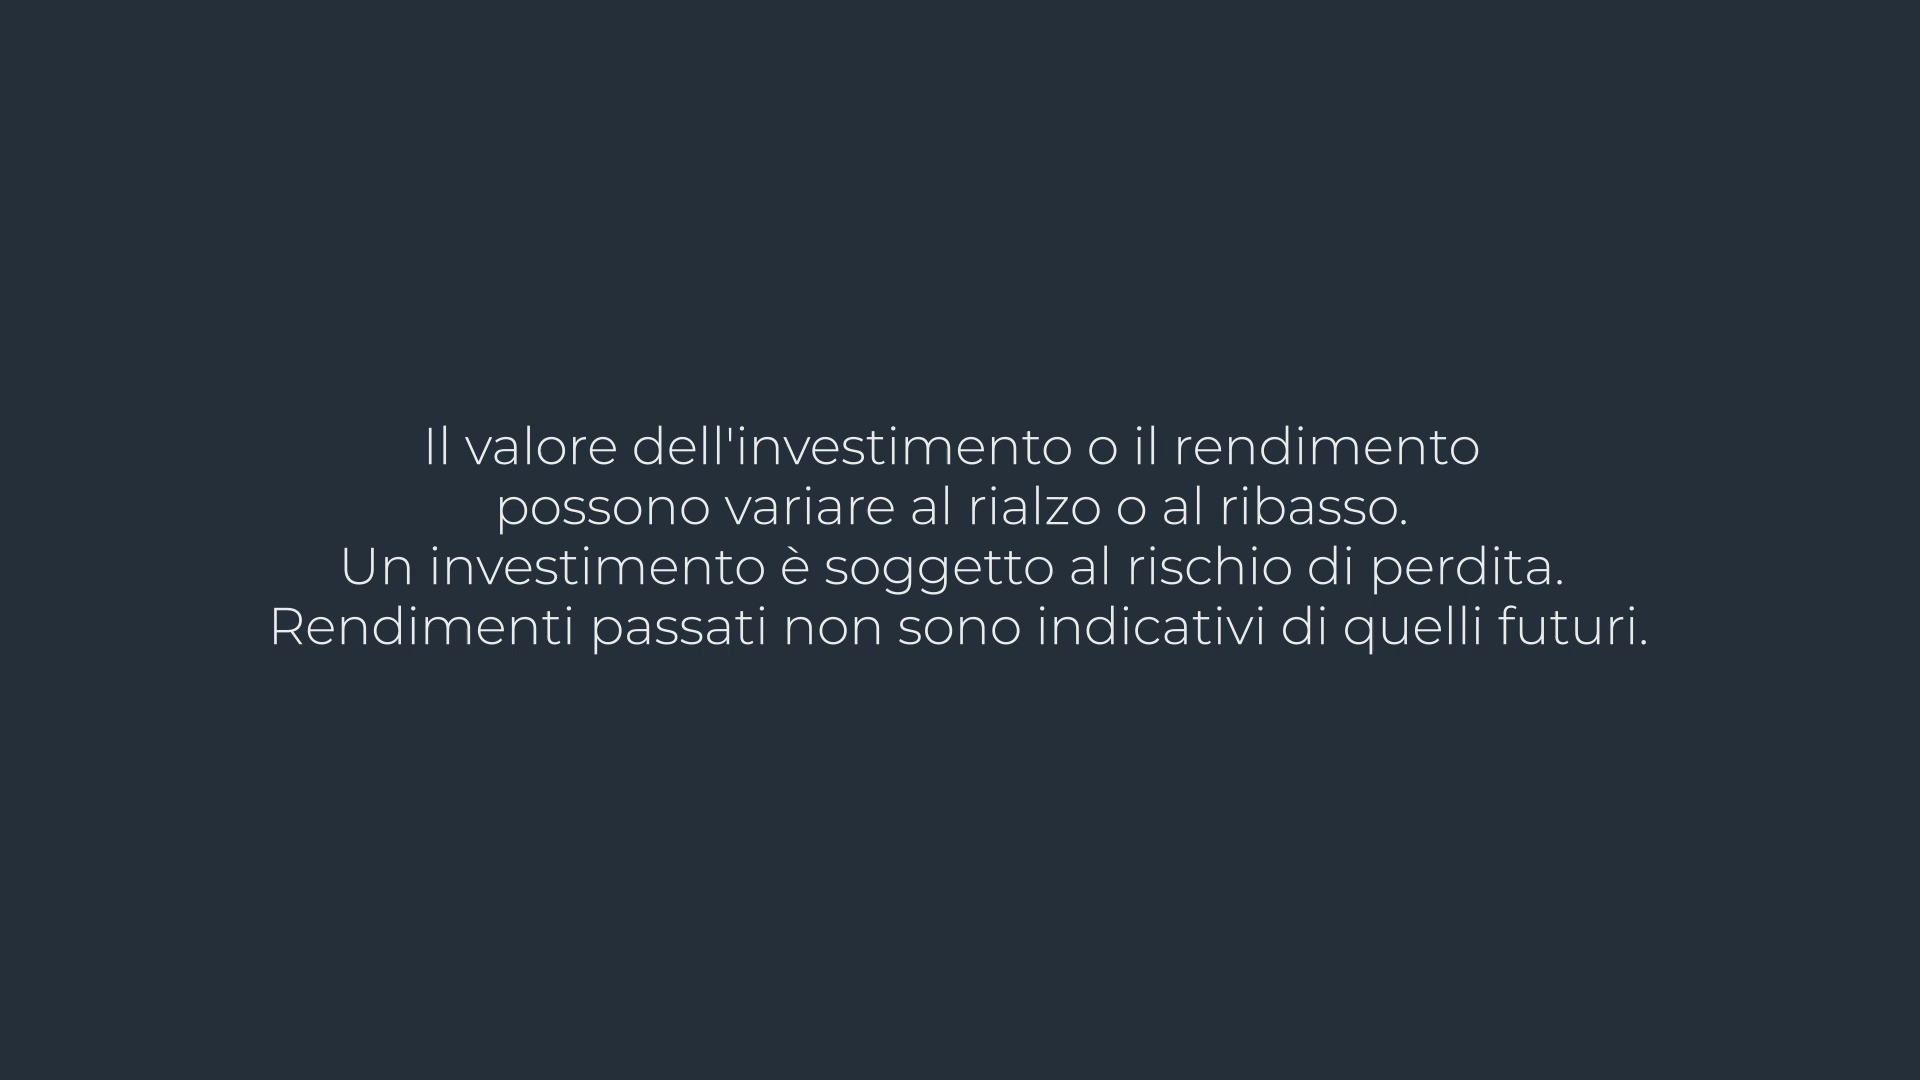 Il valore dell'investimento o il rendimento
possono variare al rialzo o al ribasso.
Un investimento è soggetto al rischio di perdita.
Rendimenti passati non sono indicativi di quelli futuri.